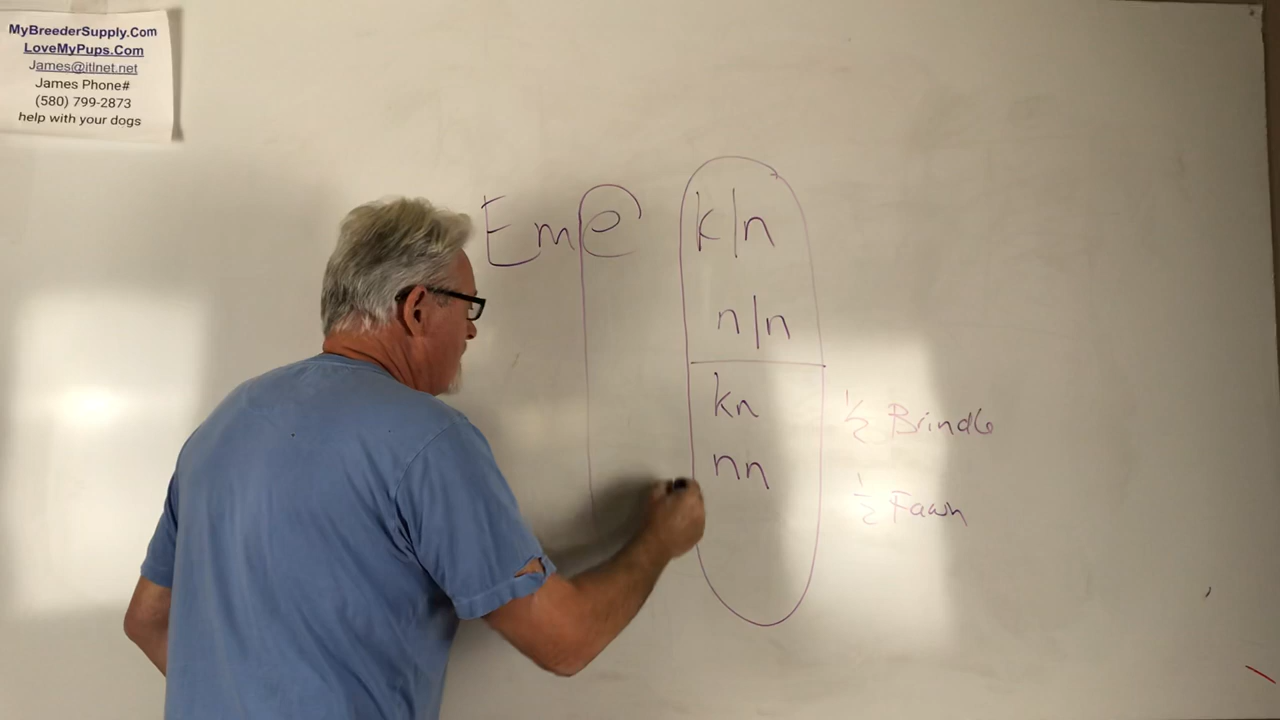 MyBreederSupply.Com
LoveMyPups.Com
James@itlnet.net
James Phone#
(580) 799-2873
help with your dogs
Eme k|n
n|n
kn
1/2 Brindle
nn
1/2 Fawn